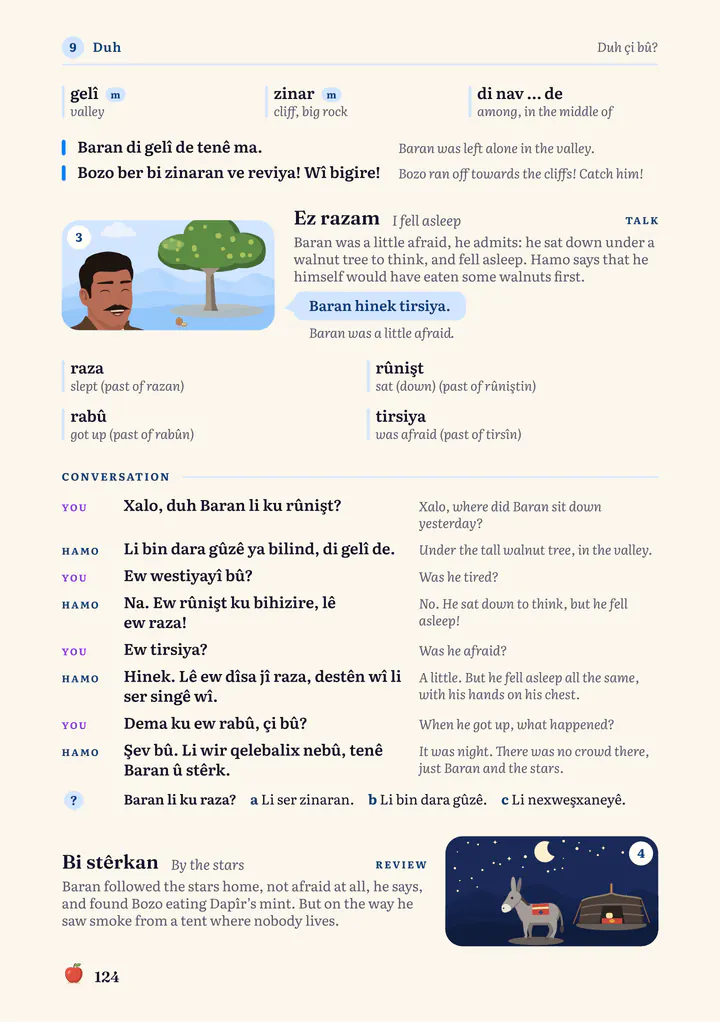 9 Duh
Duh çi bû?
gelî m
valley
zinar m
cliff, big rock
di nav … de
among, in the middle of
Baran di gelî de tenê ma.
Baran was left alone in the valley.
Bozo ber bi zinaran ve reviya! Wî bigire!
Bozo ran off towards the cliffs! Catch him!
3
Ez razam I fell asleep
TALK
Baran was a little afraid, he admits: he sat down under a
walnut tree to think, and fell asleep. Hamo says that he
himself would have eaten some walnuts first.
Baran hinek tirsiya.
Baran was a little afraid.
raza
slept (past of razan)
rûnişt
sat (down) (past of rûniştin)
rabû
got up (past of rabûn)
tirsiya
was afraid (past of tirsîn)
CONVERSATION
YOU Xalo, duh Baran li ku rûnişt?
Xalo, where did Baran sit down
yesterday?
HAMO Li bin dara gûzê ya bilind, di gelî de.
Under the tall walnut tree, in the valley.
YOU Ew westiyayî bû?
Was he tired?
HAMO Na. Ew rûnişt ku bihizire, lê
ew raza!
No. He sat down to think, but he fell
asleep!
YOU Ew tirsiya?
Was he afraid?
HAMO Hinek. Lê ew dîsa jî raza, destên wî li
ser singê wî.
A little. But he fell asleep all the same,
with his hands on his chest.
YOU Dema ku ew rabû, çi bû?
When he got up, what happened?
HAMO Şev bû. Li wir qelebalix nebû, tenê
Baran û stêrk.
It was night. There was no crowd there,
just Baran and the stars.
? Baran li ku raza? a Li ser zinaran. b Li bin dara gûzê. c Li nexweşxaneyê.
Bi stêrkan By the stars
REVIEW
Baran followed the stars home, not afraid at all, he says,
and found Bozo eating Dapîr's mint. But on the way he
saw smoke from a tent where nobody lives.
4
124